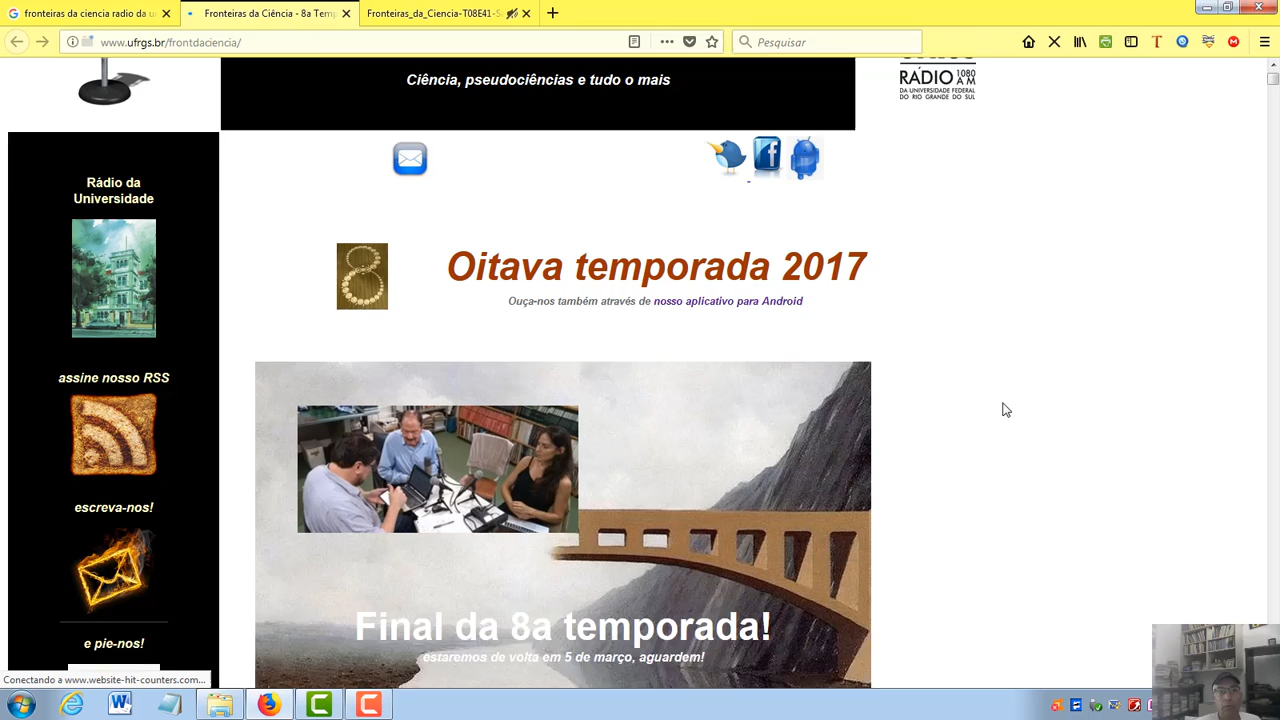 fronteiras da ciencia radia da u
Fronteiras da Ciência - 8a Temp
Fronteiras_da_Ciencia-T08E41-S
www.ufrgs.br/frontdaciencia/
Pesquisar
Ciência, pseudociências e tudo o mais
RÁDIO 1080 AM
DA UNIVERSIDADE FEDERAL
DO RIO GRANDE DO SUL
Rádio da
Universidade
Oitava temporada 2017
Ouça-nos também através de nosso aplicativo para Android
assine nosso RSS
escreva-nos!
Final da 8a temporada!
estaremos de volta em 5 de março, aguardem!
e pie-nos!
Conectando a www.website-hit-counters.com...